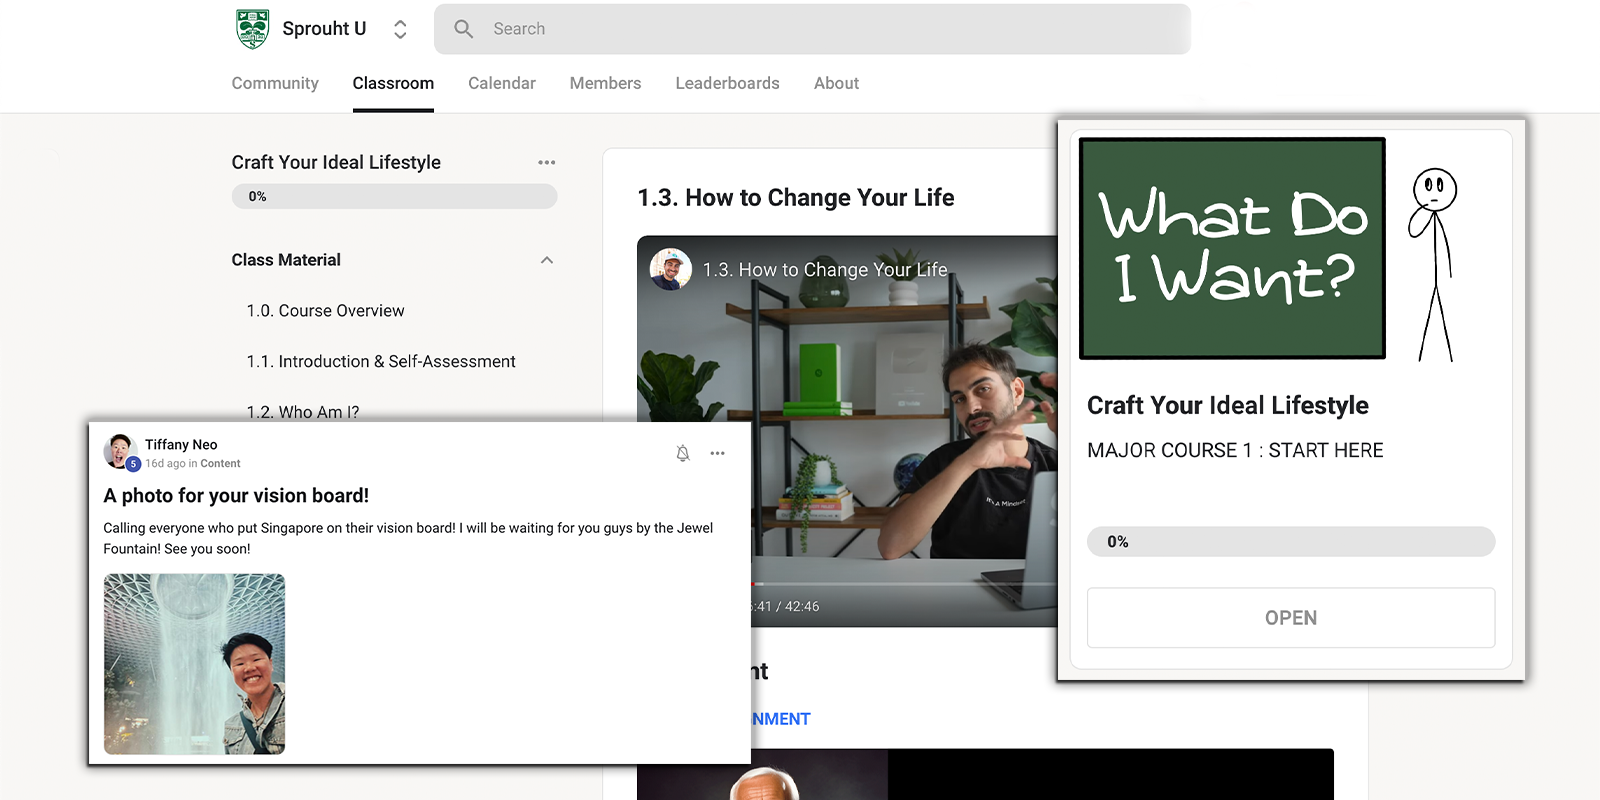 Sprouht U
Search
Community
Classroom
Calendar
Members
Leaderboards
About
Craft Your Ideal Lifestyle
0%
Class Material
1.0. Course Overview
1.1. Introduction & Self-Assessment
1.2. Who Am I?
1.3. How to Change Your Life
1.3. How to Change Your Life
6:41 / 42:46
nt
NMENT
Tiffany Neo
5
16d ago in Content
A photo for your vision board!
Calling everyone who put Singapore on their vision board! I will be waiting for you guys by the Jewel
Fountain! See you soon!
What Do
I Want?
Craft Your Ideal Lifestyle
MAJOR COURSE 1 : START HERE
0%
OPEN